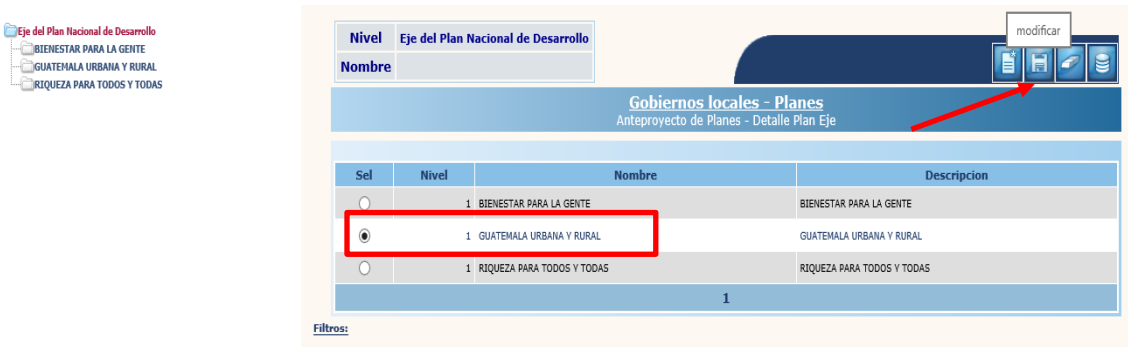 Eje del Plan Nacional de Desarrollo
BIENESTAR PARA LA GENTE
GUATEMALA URBANA Y RURAL
RIQUEZA PARA TODOS Y TODAS
Nivel Eje del Plan Nacional de Desarrollo
Nombre
modificar
Gobiernos locales - Planes
Anteproyecto de Planes - Detalle Plan Eje
Sel Nivel Nombre Descripcion
1 BIENESTAR PARA LA GENTE BIENESTAR PARA LA GENTE
1 GUATEMALA URBANA Y RURAL GUATEMALA URBANA Y RURAL
1 RIQUEZA PARA TODOS Y TODAS RIQUEZA PARA TODOS Y TODAS
1
Filtros: